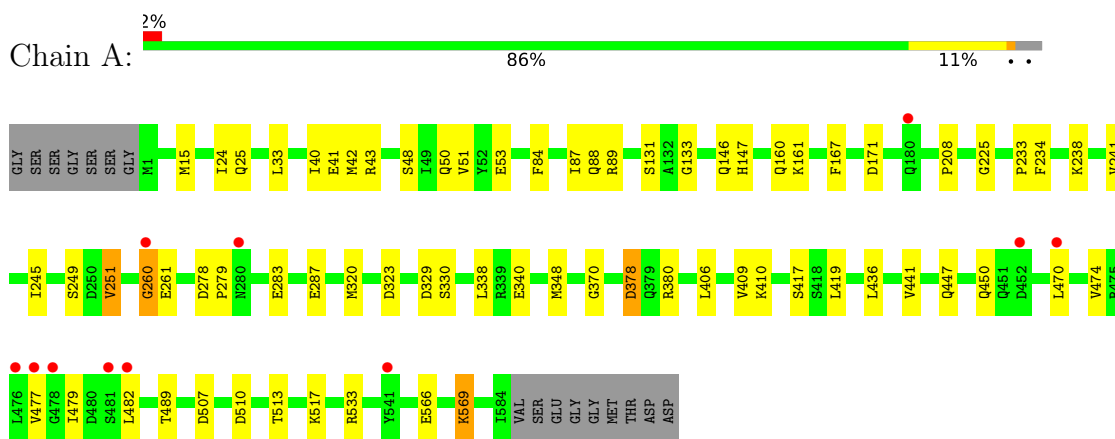 2%
Chain A:
86%
11%
GLY SER SER GLY SER SER GLY M1 M15 I24 Q25 L33 I40 E41 M42 R43 S48 I49 Q50 V51 Y52 E53 F84 I87 Q88 R89 S131 A132 G133 Q146 H147 Q160 K161 F167 D171 Q180 P208 G225 P233 F234 K238
I245 S249 D250 V251 G260 E261 D278 P279 N280 E283 E287 M320 D323 D329 S330 L338 R339 E340 M348 G370 D378 Q379 R380 L406 V409 K410 S417 S418 L419 L436 V441 Q447 Q450 Q451 D452 L470 V474
L476 V477 G478 I479 D480 S481 L482 T489 D507 D510 T513 K517 R533 Y541 E566 K569 I584 VAL SER GLU GLY GLY MET THR ASP ASP